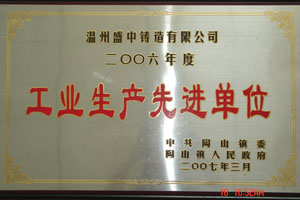 温州盛中铸造有限公司
二〇〇六年度
工业生产先进单位
中共陶山镇委
陶山镇人民政府
二〇〇七年三月